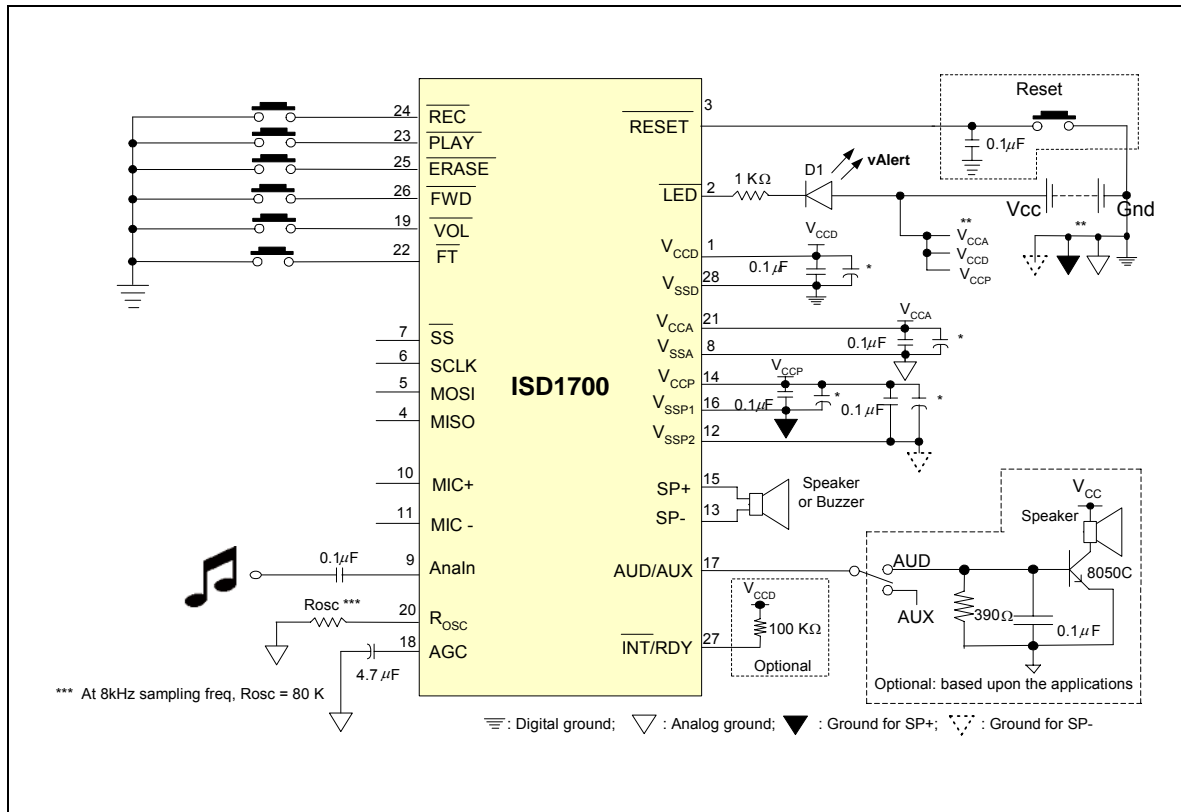 24 REC
23 PLAY
25 ERASE
26 FWD
19 VOL
22 FT
7 SS
6 SCLK
5 MOSI
4 MISO
10 MIC+
11 MIC -
0.1μF 9 AnaIn
Rosc *** 20 ROSC
4.7 μF 18 AGC
*** At 8kHz sampling freq, Rosc = 80 K
ISD1700
RESET 3
Reset
0.1μF
LED 2
1 KΩ
D1
vAlert
Vcc
Gnd
**
VCCA
VCCD
VCCP
**
VCCD 1
VSSD 28
VCCD
0.1μF
*
VCCA 21
VSSA 8
VCCA
0.1μF
*
VCCP 14
VSSP1 16
VSSP2 12
VCCP
0.1μF
*
0.1μF
*
SP+ 15
SP- 13
Speaker
or Buzzer
AUD/AUX 17
AUD
AUX
VCC
Speaker
8050C
390Ω
0.1μF
Optional: based upon the applications
INT/RDY 27
VCCD
100 KΩ
Optional
: Digital ground; : Analog ground; : Ground for SP+; : Ground for SP-